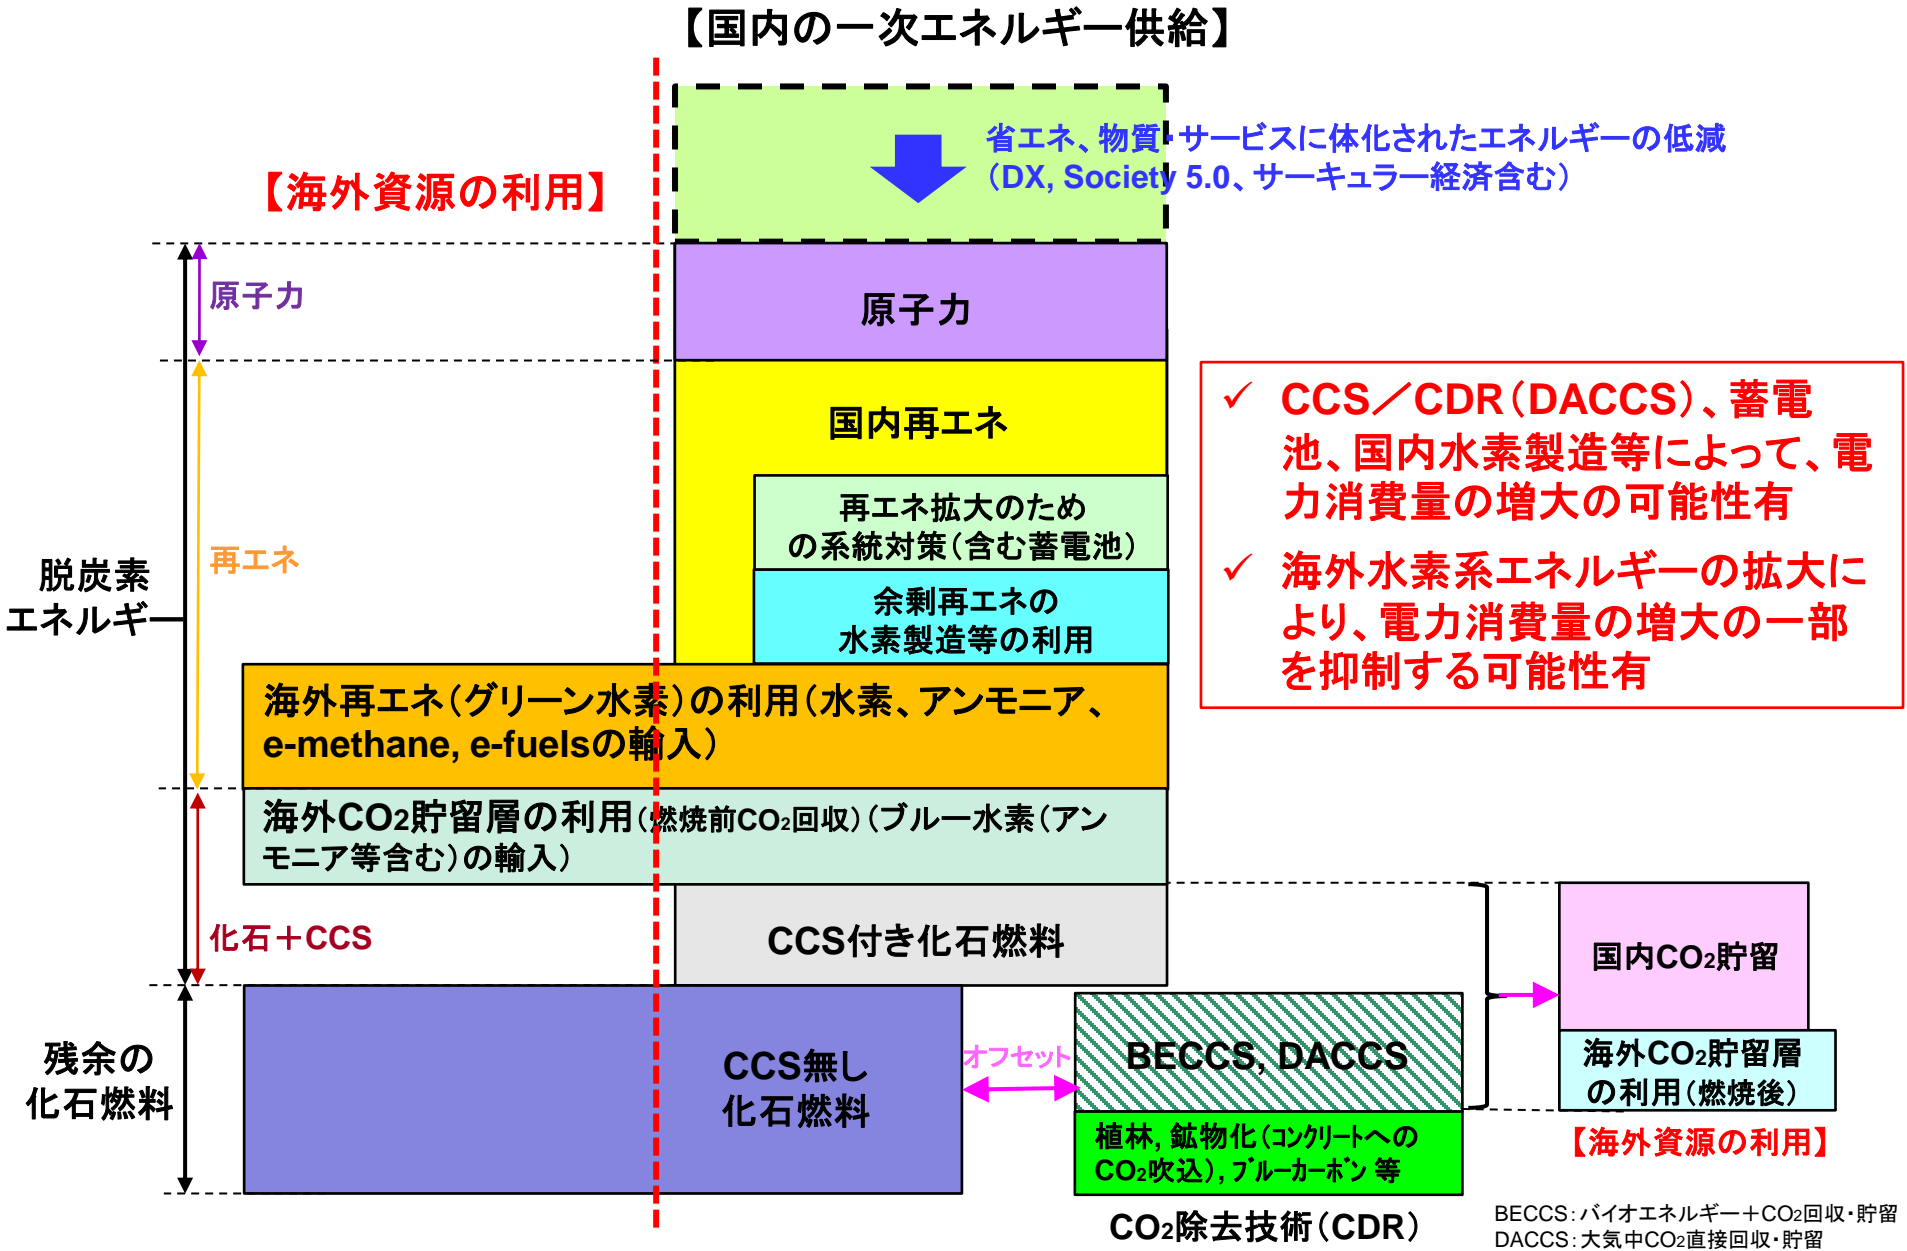 【国内の一次エネルギー供給】
省エネ、物質・サービスに体化されたエネルギーの低減
（DX, Society 5.0、サーキュラー経済含む）
【海外資源の利用】
原子力
原子力
国内再エネ
再エネ拡大のため
の系統対策（含む蓄電池）
余剰再エネの
水素製造等の利用
再エネ
脱炭素
エネルギー
海外再エネ（グリーン水素）の利用（水素、アンモニア、
e-methane, e-fuelsの輸入）
海外CO2貯留層の利用（燃焼前CO2回収）（ブルー水素（アン
モニア等含む）の輸入）
化石＋CCS
CCS付き化石燃料
残余の
化石燃料
CCS無し
化石燃料
オフセット
BECCS, DACCS
植林, 鉱物化（コンクリートへの
CO2吹込）, ブルーカーボン 等
CO2除去技術（CDR）
✓ CCS／CDR（DACCS）、蓄電
池、国内水素製造等によって、電
力消費量の増大の可能性有
✓ 海外水素系エネルギーの拡大に
より、電力消費量の増大の一部
を抑制する可能性有
国内CO2貯留
海外CO2貯留層
の利用（燃焼後）
【海外資源の利用】
BECCS：バイオエネルギー＋CO2回収・貯留
DACCS：大気中CO2直接回収・貯留